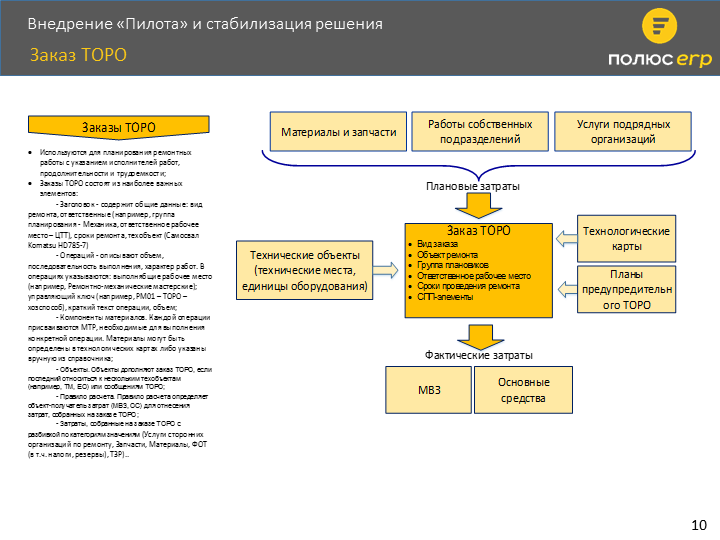 Внедрение «Пилота» и стабилизация решения
Заказ ТОРО
ПОЛЮС erp
Заказы ТОРО
• Используются для планирования ремонтных
работы с указанием исполнителей работ,
продолжительности и трудоемкости;
• Заказы ТОРО состоят из наиболее важных
элементов:
- Заголовок - содержит общие данные: вид
ремонта, ответственные (например, группа
планирования - Механика, ответственное рабочее
место – ЦТТ), сроки ремонта, техобъект (Самосвал
Komatsu HD785-7)
- Операций - описывают объем,
последовательность выполнения, характер работ. В
операциях указываются: выполняющие рабочее место
(например, Ремонтно-механические мастерские);
управляющий ключ (например, PM01 – ТОРО –
хозспособ), краткий текст операции, объем;
- Компоненты материалов. Каждой операции
присваиваются МТР, необходимые для выполнения
конкретной операции. Материалы могут быть
определены в технологических картах либо указаны
вручную из справочника;
- Объекты. Объекты дополняют заказ ТОРО, если
последний относиться к нескольким техобъектам
(например, ТМ, ЕО) или сообщениям ТОРО;
- Правило расчета. Правило расчета определяет
объект-получатель затрат (МВЗ, ОС) для отнесения
затрат, собранных на заказе ТОРО;
- Затраты, собранные на заказе ТОРО с
разбивкой по категориям значениям (Услуги сторонних
организаций по ремонту, Запчасти, Материалы, ФОТ
(в т.ч. налоги, резервы), ТЗР)..
Материалы и запчасти
Работы собственных
подразделений
Услуги подрядных
организаций
Плановые затраты
Технические объекты
(технические места,
единицы оборудования)
Заказ ТОРО
• Вид заказа
• Объект ремонта
• Группа плановиков
• Ответственное рабочее место
• Сроки проведения ремонта
• СПП-элементы
Технологические
карты
Планы
предупредительн
ого ТОРО
Фактические затраты
МВЗ
Основные
средства
10